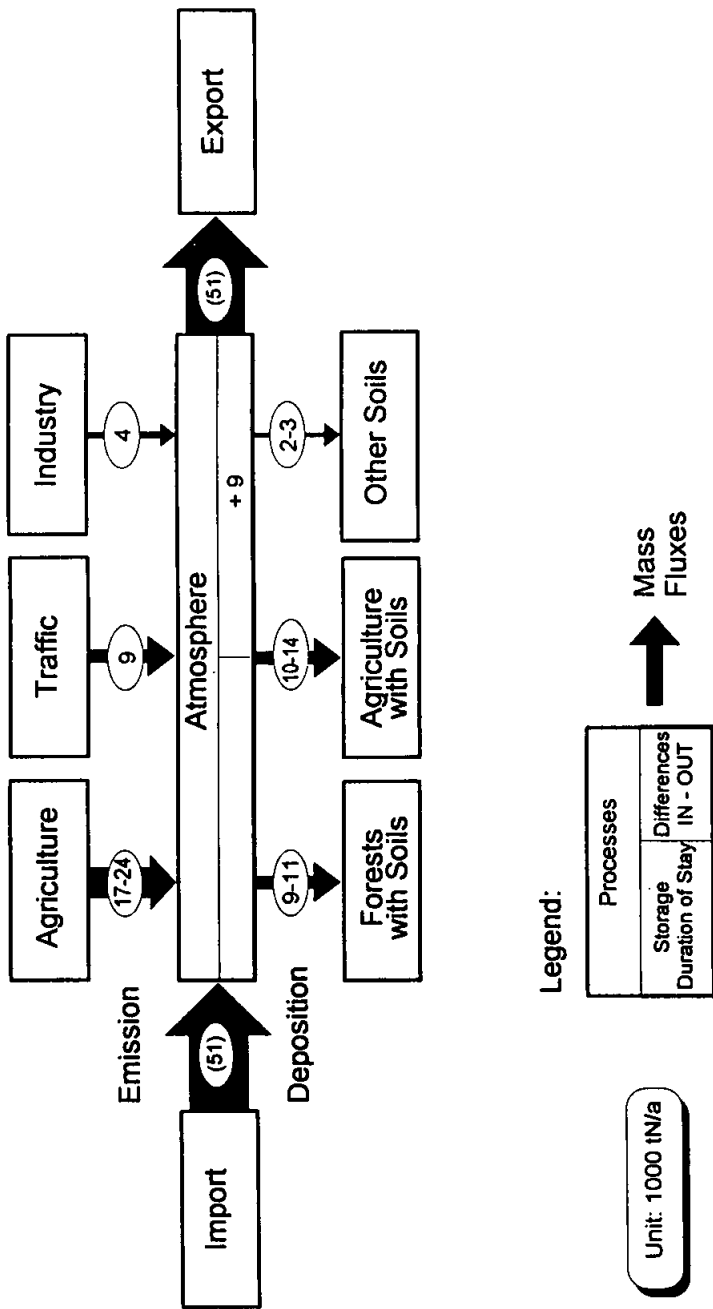 Agriculture
Traffic
Industry
Emission
17-24
9
4
Import
(51)
Atmosphere
+ 9
(51)
Export
Deposition
9-11
10-14
2-3
Forests
with Soils
Agriculture
with Soils
Other Soils
Legend:
Unit: 1000 tN/a
Processes
Storage
Duration of Stay
Differences
IN - OUT
Mass
Fluxes